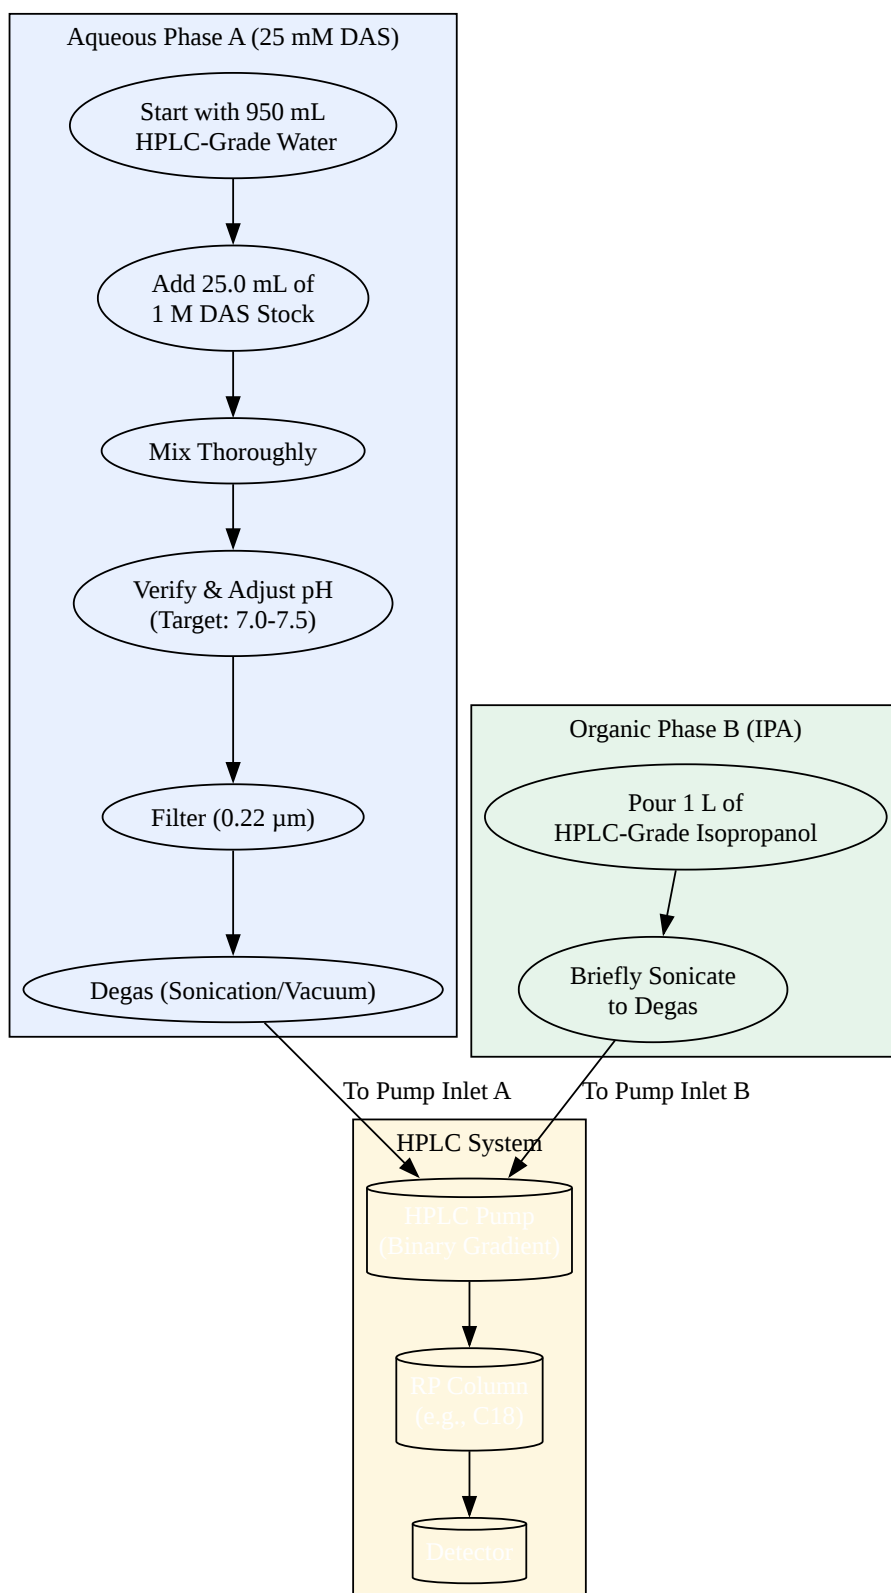 Aqueous Phase A (25 mM DAS)
Start with 950 mL
HPLC-Grade Water
Add 25.0 mL of
1 M DAS Stock
Mix Thoroughly
Verify & Adjust pH
(Target: 7.0-7.5)
Filter (0.22 µm)
Degas (Sonication/Vacuum)
Organic Phase B (IPA)
Pour 1 L of
HPLC-Grade Isopropanol
Briefly Sonicate
to Degas
To Pump Inlet A
To Pump Inlet B
HPLC System
HPLC Pump
(Binary Gradient)
RP Column
(e.g., C18)
Detector